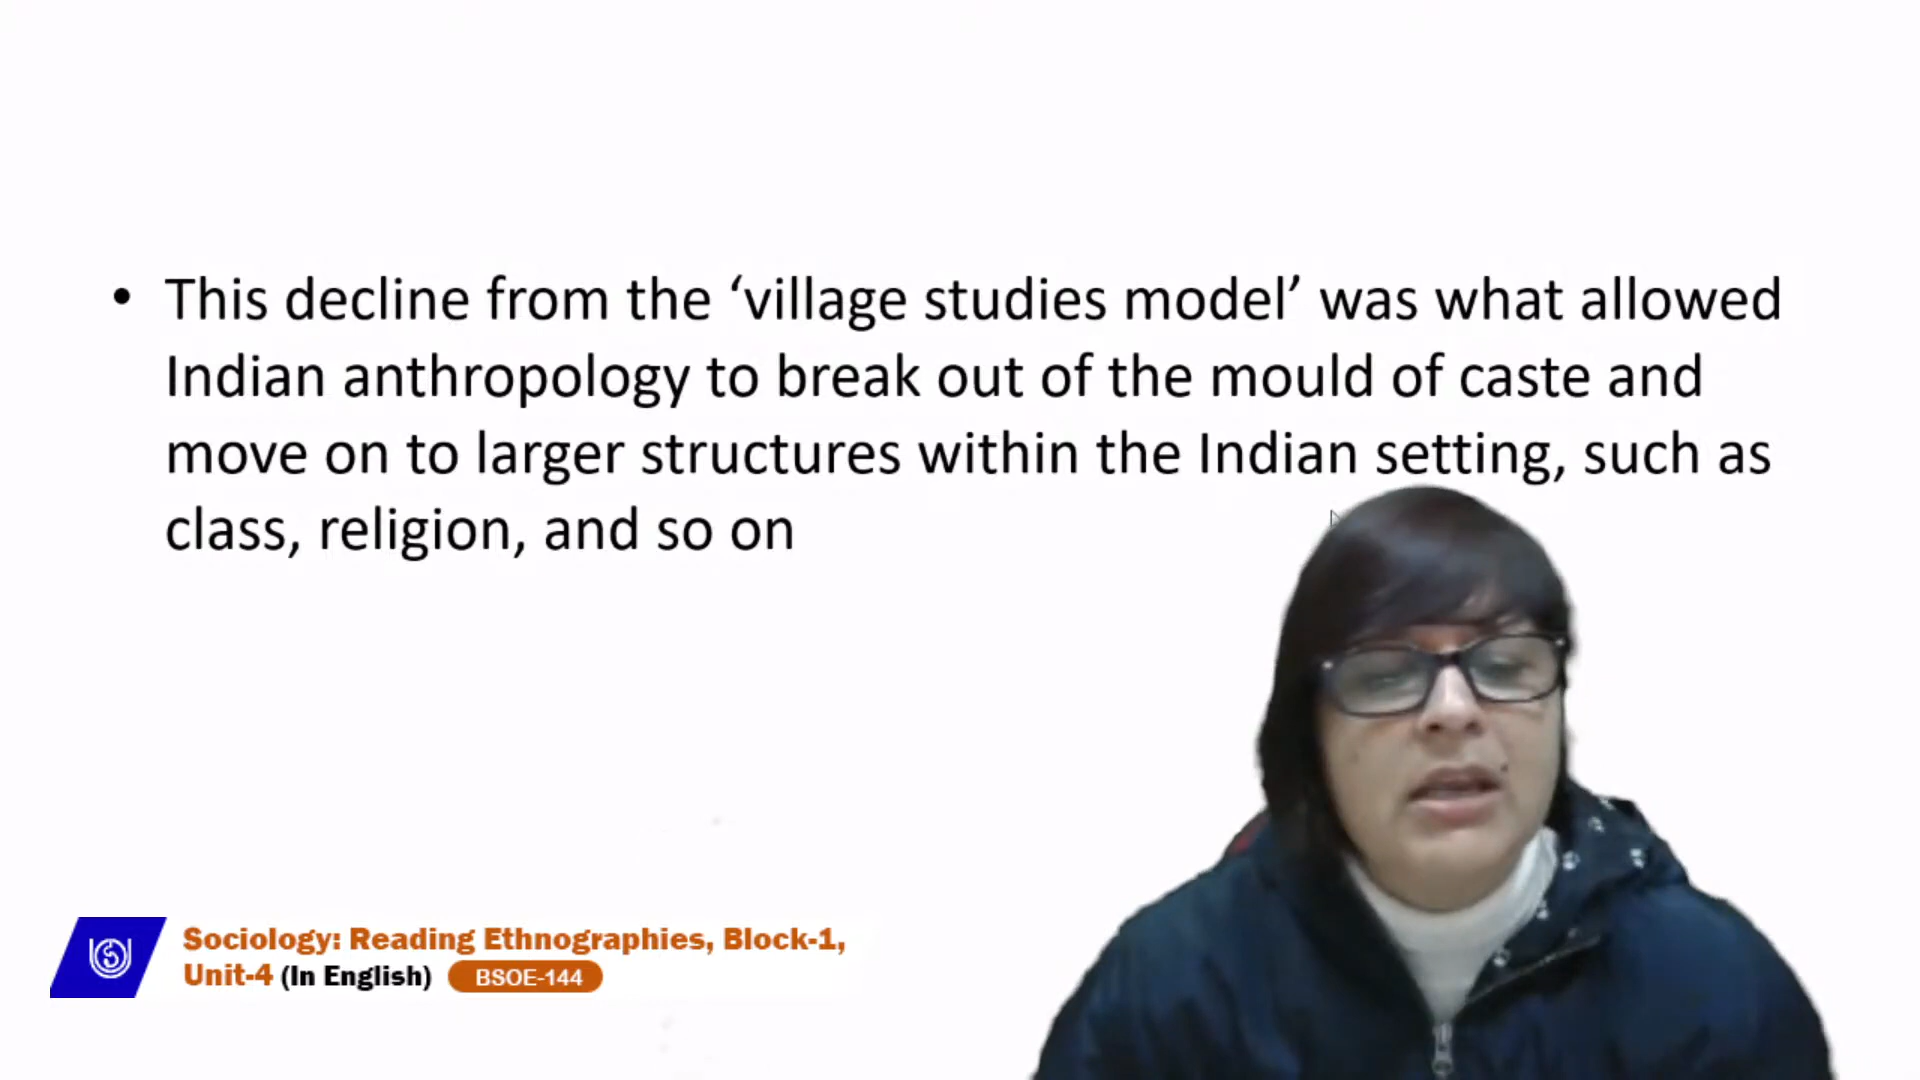 • This decline from the ‘village studies model’ was what allowed
Indian anthropology to break out of the mould of caste and
move on to larger structures within the Indian setting, such as
class, religion, and so on
Sociology: Reading Ethnographies, Block-1,
Unit-4 (In English) BSOE-144